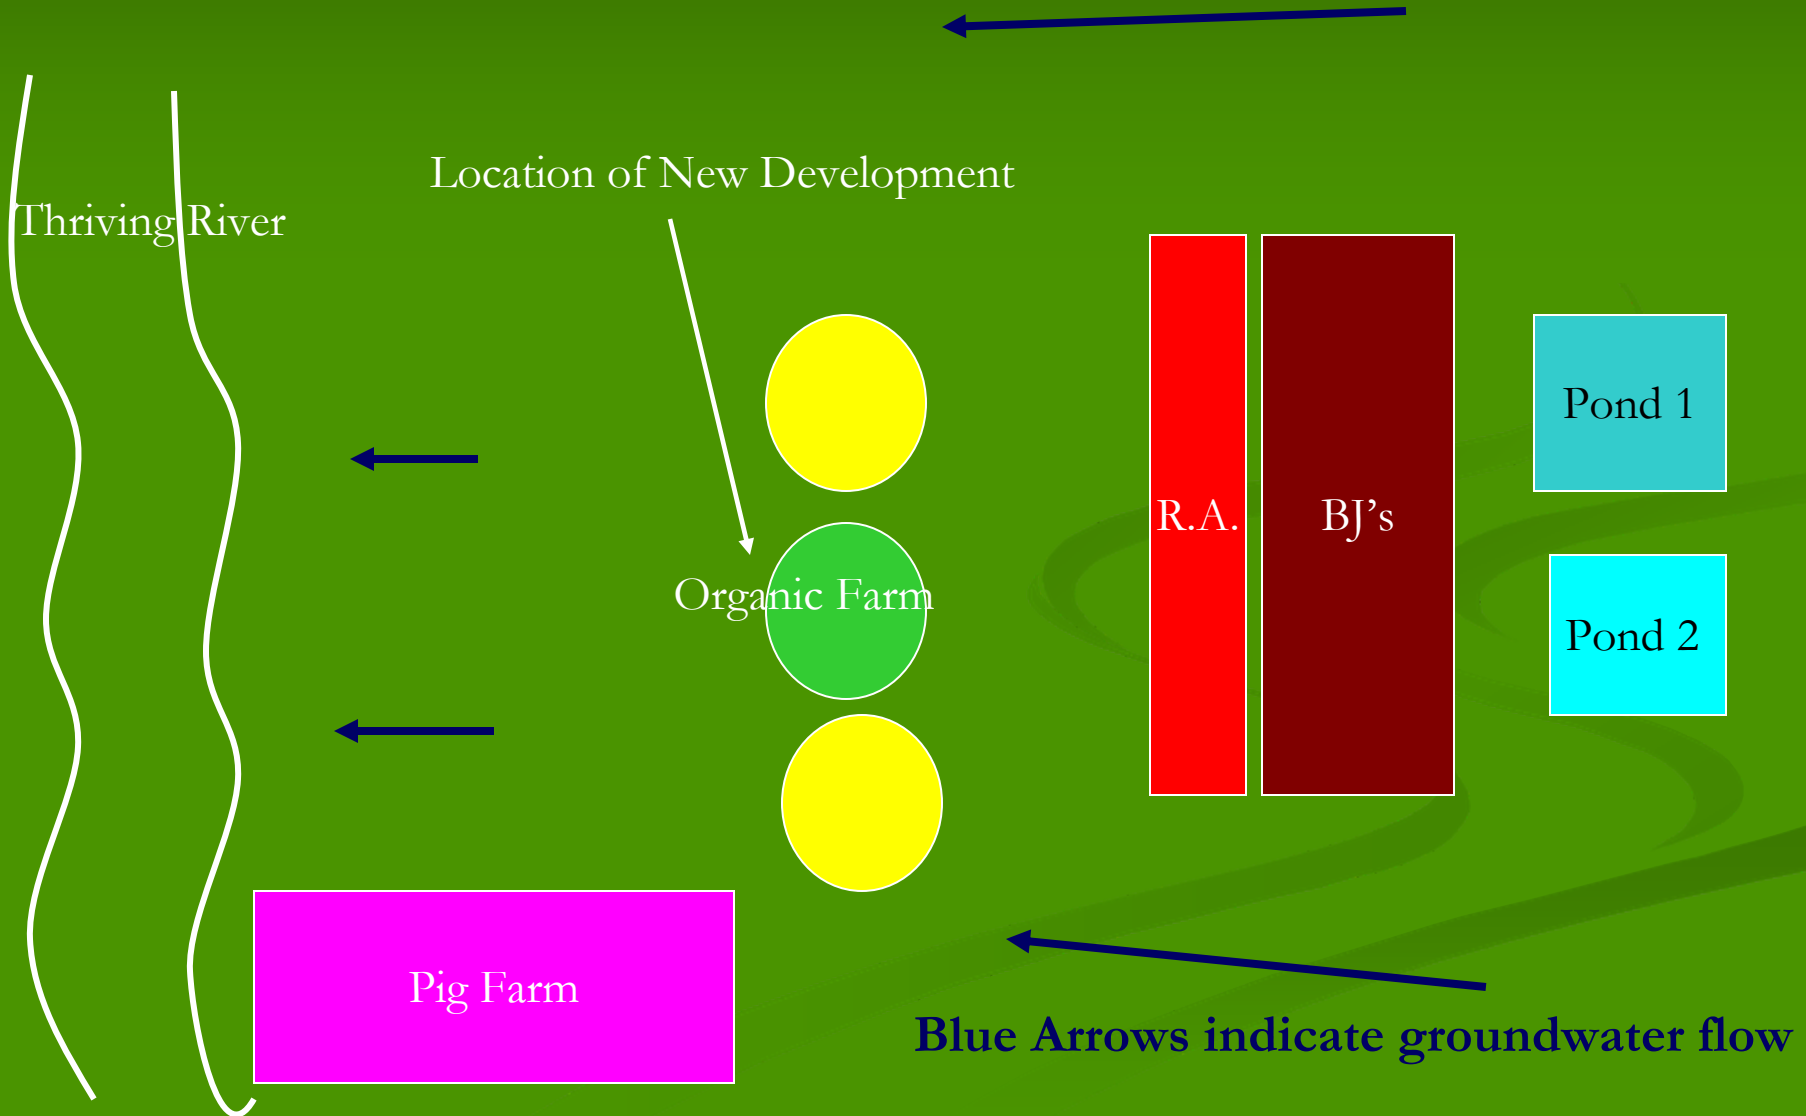 Location of New Development
Thriving River
Pond 1
R.A.
BJ’s
Organic Farm
Pond 2
Pig Farm
Blue Arrows indicate groundwater flow